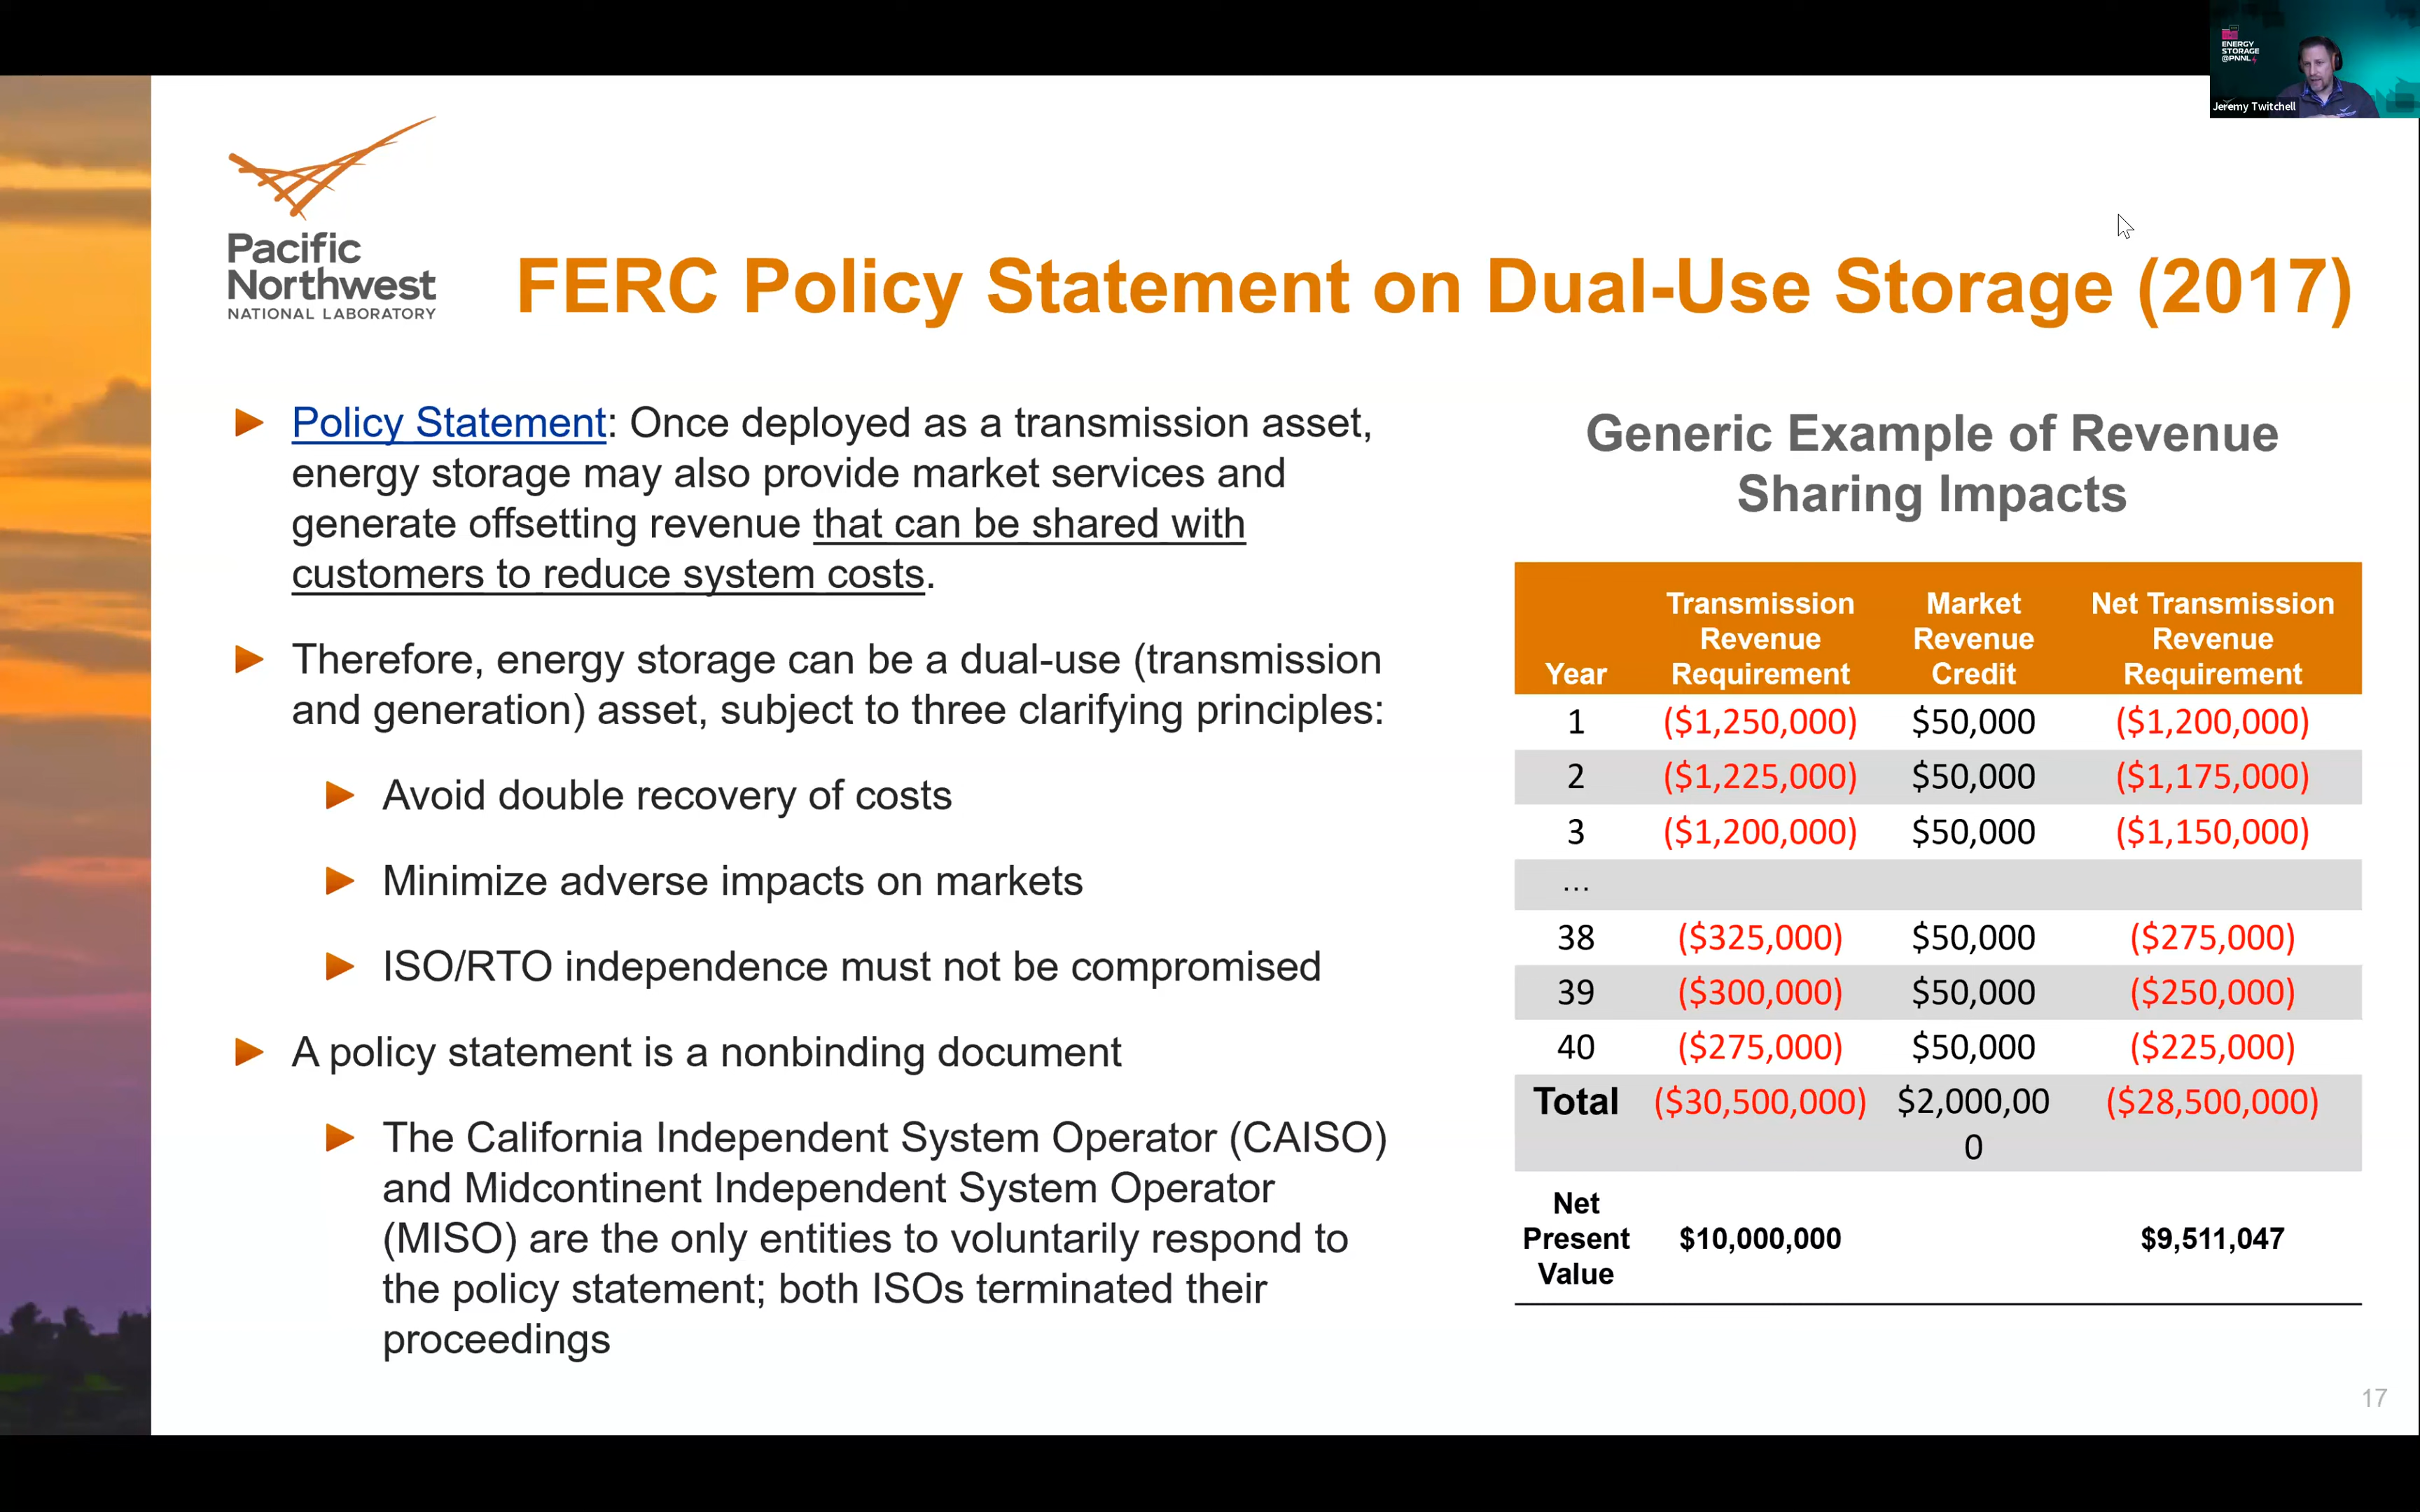 ENERGY
STORAGE
@PNNL
Jeremy Twitchell
Pacific
Northwest
NATIONAL LABORATORY
FERC Policy Statement on Dual-Use Storage (2017)
Policy Statement: Once deployed as a transmission asset,
energy storage may also provide market services and
generate offsetting revenue that can be shared with
customers to reduce system costs.
Therefore, energy storage can be a dual-use (transmission
and generation) asset, subject to three clarifying principles:
Avoid double recovery of costs
Minimize adverse impacts on markets
ISO/RTO independence must not be compromised
A policy statement is a nonbinding document
The California Independent System Operator (CAISO)
and Midcontinent Independent System Operator
(MISO) are the only entities to voluntarily respond to
the policy statement; both ISOs terminated their
proceedings
Generic Example of Revenue
Sharing Impacts
Transmission Market Net Transmission
Revenue Revenue Revenue
Year Requirement Credit Requirement
1 ($1,250,000) $50,000 ($1,200,000)
2 ($1,225,000) $50,000 ($1,175,000)
3 ($1,200,000) $50,000 ($1,150,000)
...
38 ($325,000) $50,000 ($275,000)
39 ($300,000) $50,000 ($250,000)
40 ($275,000) $50,000 ($225,000)
Total ($30,500,000) $2,000,00 ($28,500,000)
0
Net
Present $10,000,000 $9,511,047
Value
17